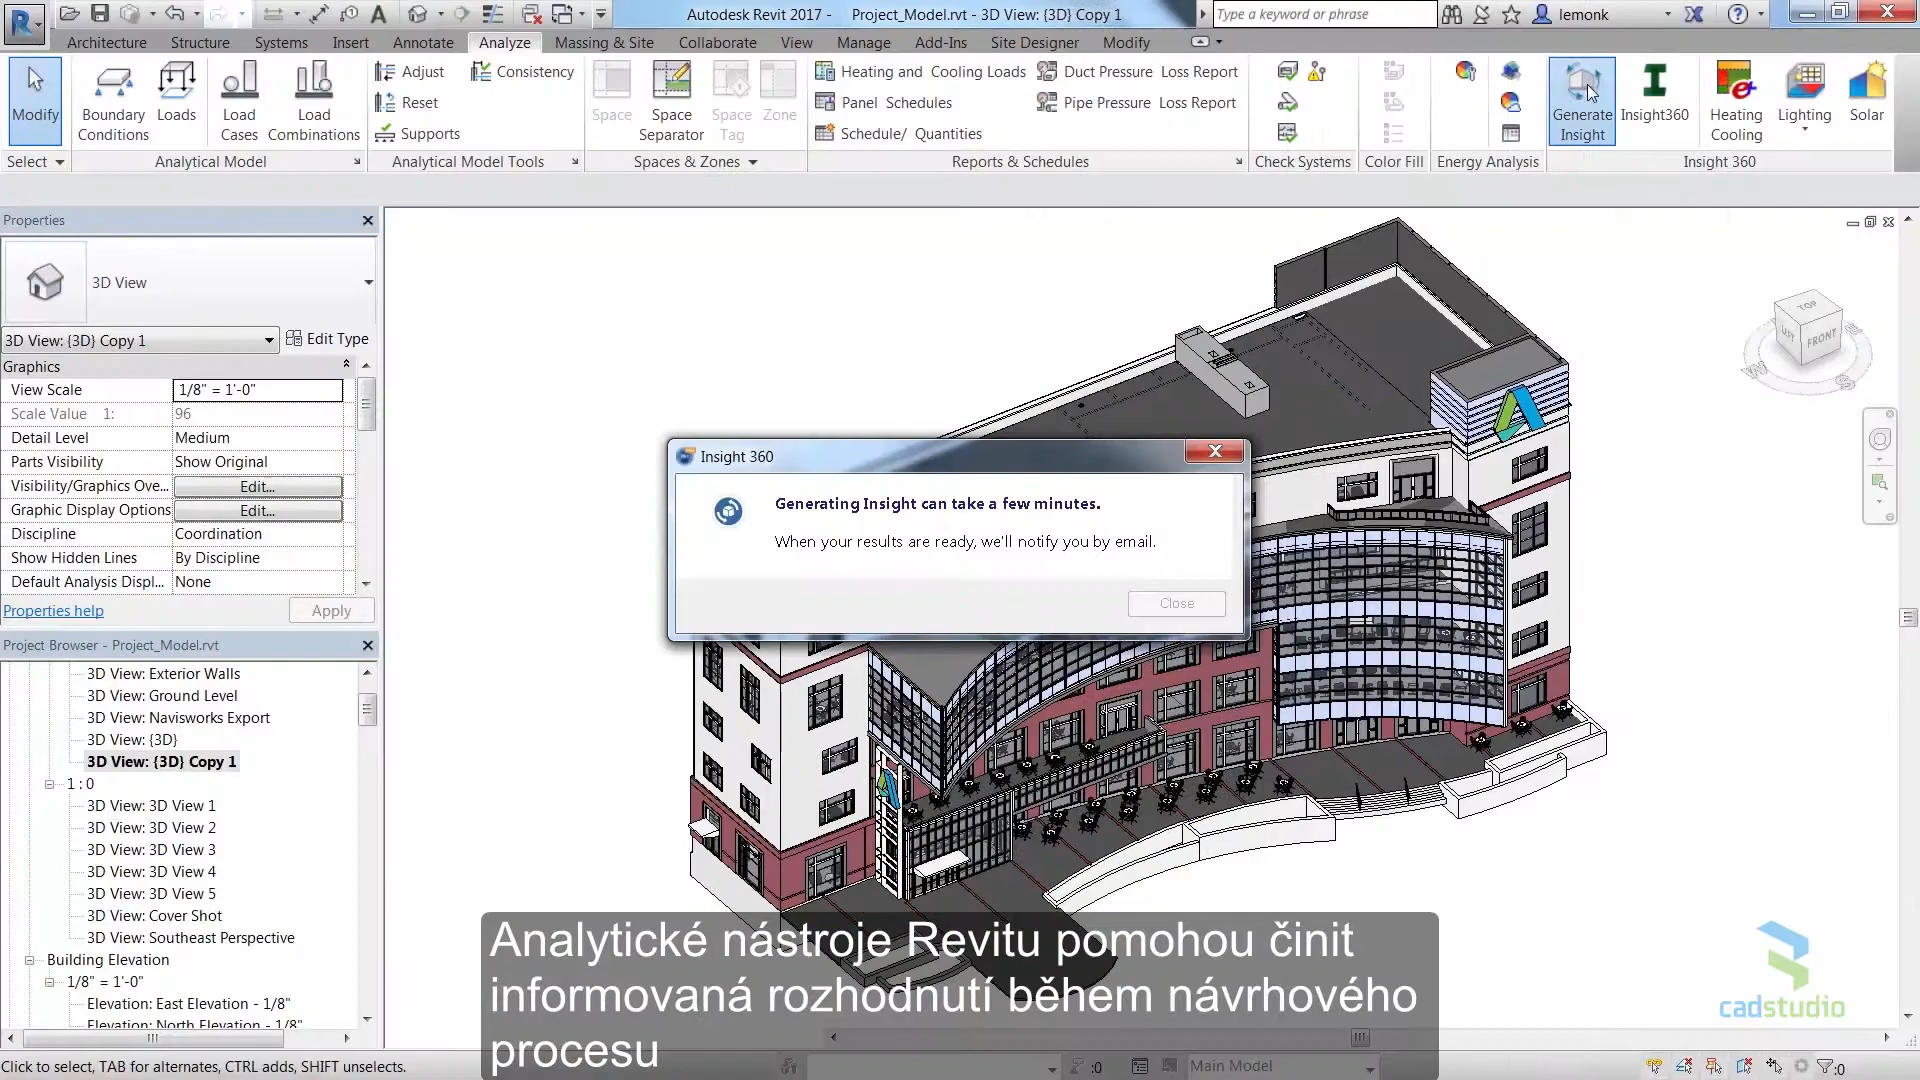 Autodesk Revit 2017 - Project_Model.rvt - 3D View: {3D} Copy 1
Type a keyword or phrase
lemonk
Architecture Structure Systems Insert Annotate Analyze Massing & Site Collaborate View Manage Add-Ins Site Designer Modify
Modify
Boundary Conditions
Loads
Load Cases
Load Combinations
Adjust
Reset
Supports
Consistency
Space
Space Separator
Space Tag
Zone
Heating and Cooling Loads
Panel Schedules
Schedule/ Quantities
Duct Pressure Loss Report
Pipe Pressure Loss Report
Generate Insight
Insight360
Heating Cooling
Lighting
Solar
Select Analytical Model Analytical Model Tools Spaces & Zones Reports & Schedules Check Systems Color Fill Energy Analysis Insight 360
Properties
3D View
3D View: {3D} Copy 1 Edit Type
Graphics
View Scale 1/8" = 1'-0"
Scale Value 1: 96
Detail Level Medium
Parts Visibility Show Original
Visibility/Graphics Ove... Edit...
Graphic Display Options Edit...
Discipline Coordination
Show Hidden Lines By Discipline
Default Analysis Displ... None
Properties help Apply
Project Browser - Project_Model.rvt
3D View: Exterior Walls
3D View: Ground Level
3D View: Navisworks Export
3D View: {3D}
3D View: {3D} Copy 1
1 : 0
3D View: 3D View 1
3D View: 3D View 2
3D View: 3D View 3
3D View: 3D View 4
3D View: 3D View 5
3D View: Cover Shot
3D View: Southeast Perspective
Building Elevation
1/8" = 1'-0"
Elevation: East Elevation - 1/8"
Elevation: North Elevation - 1/8"
TOP
LEFT
FRONT
Insight 360
Generating Insight can take a few minutes.
When your results are ready, we'll notify you by email.
Close
Analytické nástroje Revitu pomohou činit
informovaná rozhodnutí během návrhového
procesu
cadstudio
Click to select, TAB for alternates, CTRL adds, SHIFT unselects.
:0
Main Model
:0